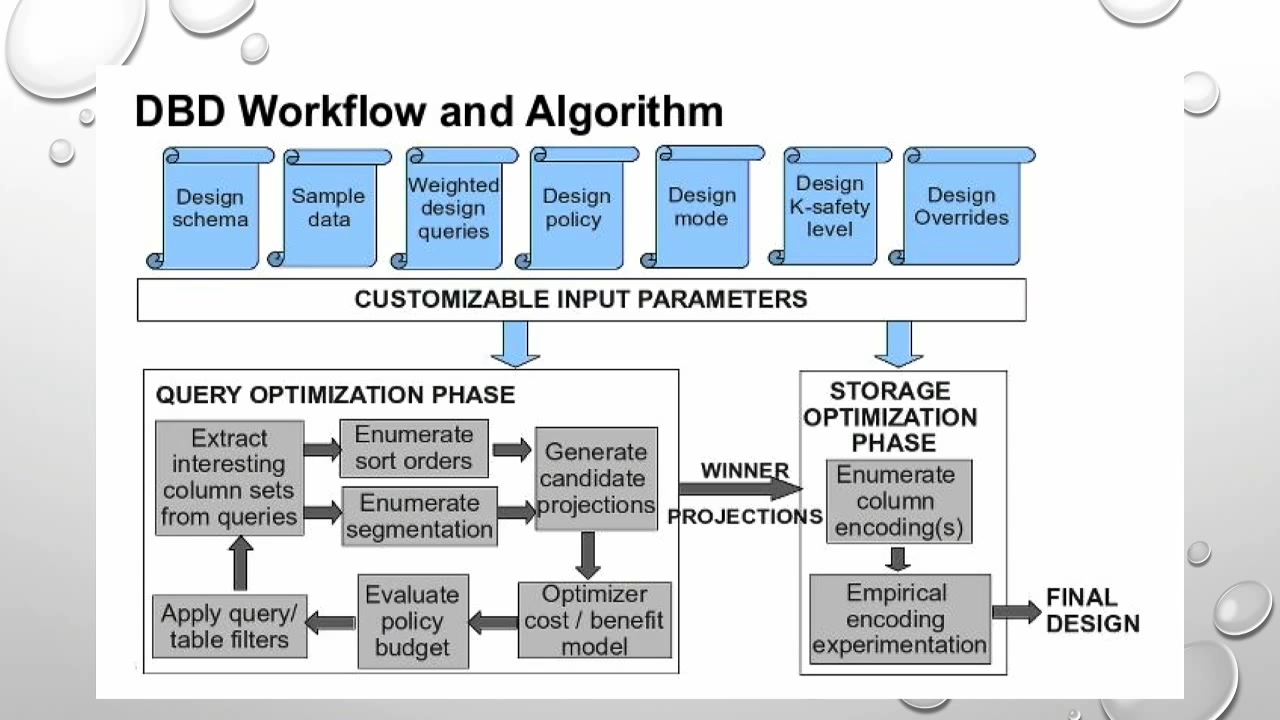 DBD Workflow and Algorithm
Design
schema
Sample
data
Weighted
design
queries
Design
policy
Design
mode
Design
K-safety
level
Design
Overrides
CUSTOMIZABLE INPUT PARAMETERS
QUERY OPTIMIZATION PHASE
Extract
interesting
column sets
from queries
Enumerate
sort orders
Enumerate
segmentation
Generate
candidate
projections
Optimizer
cost / benefit
model
Evaluate
policy
budget
Apply query/
table filters
WINNER
PROJECTIONS
STORAGE
OPTIMIZATION
PHASE
Enumerate
column
encoding(s)
Empirical
encoding
experimentation
FINAL
DESIGN